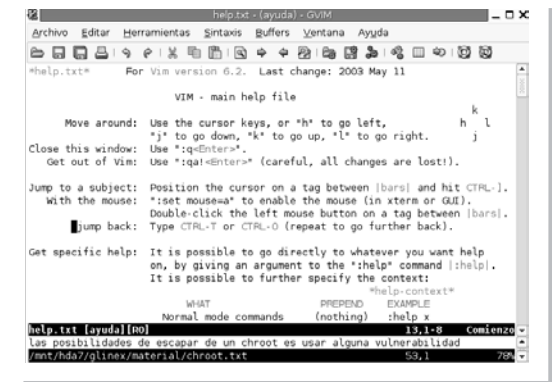 help.txt - (ayuda) - GVIM
Archivo Editar Herramientas Sintaxis Buffers Ventana Ayuda
*help.txt* For Vim version 6.2. Last change: 2003 May 11
VIM - main help file
k
Move around: Use the cursor keys, or "h" to go left, h l
"j" to go down, "k" to go up, "l" to go right. j
Close this window: Use ":q<Enter>".
Get out of Vim: Use ":qa!<Enter>" (careful, all changes are lost!).
Jump to a subject: Position the cursor on a tag between |bars| and hit CTRL-].
With the mouse: ":set mouse=a" to enable the mouse (in xterm or GUI).
Double-click the left mouse button on a tag between |bars|.
jump back: Type CTRL-T or CTRL-O (repeat to go further back).
Get specific help: It is possible to go directly to whatever you want help
on, by giving an argument to the ":help" command |:help|.
It is possible to further specify the context:
*help-context*
WHAT PREPEND EXAMPLE
Normal mode commands (nothing) :help x
help.txt [ayuda][RO] 13,1-8 Comienzo
las posibilidades de escapar de un chroot es usar alguna vulnerabilidad
/mnt/hda7/glinex/material/chroot.txt 53,1 78%